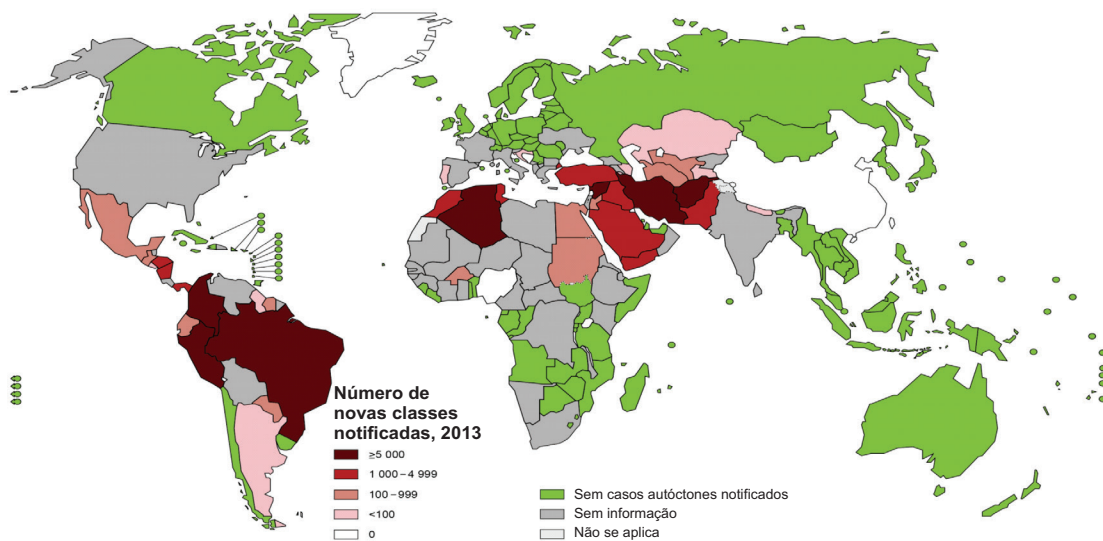 Número de
novas classes
notificadas, 2013
≥5 000
1 000–4 999
100–999
<100
0
Sem casos autóctones notificados
Sem informação
Não se aplica